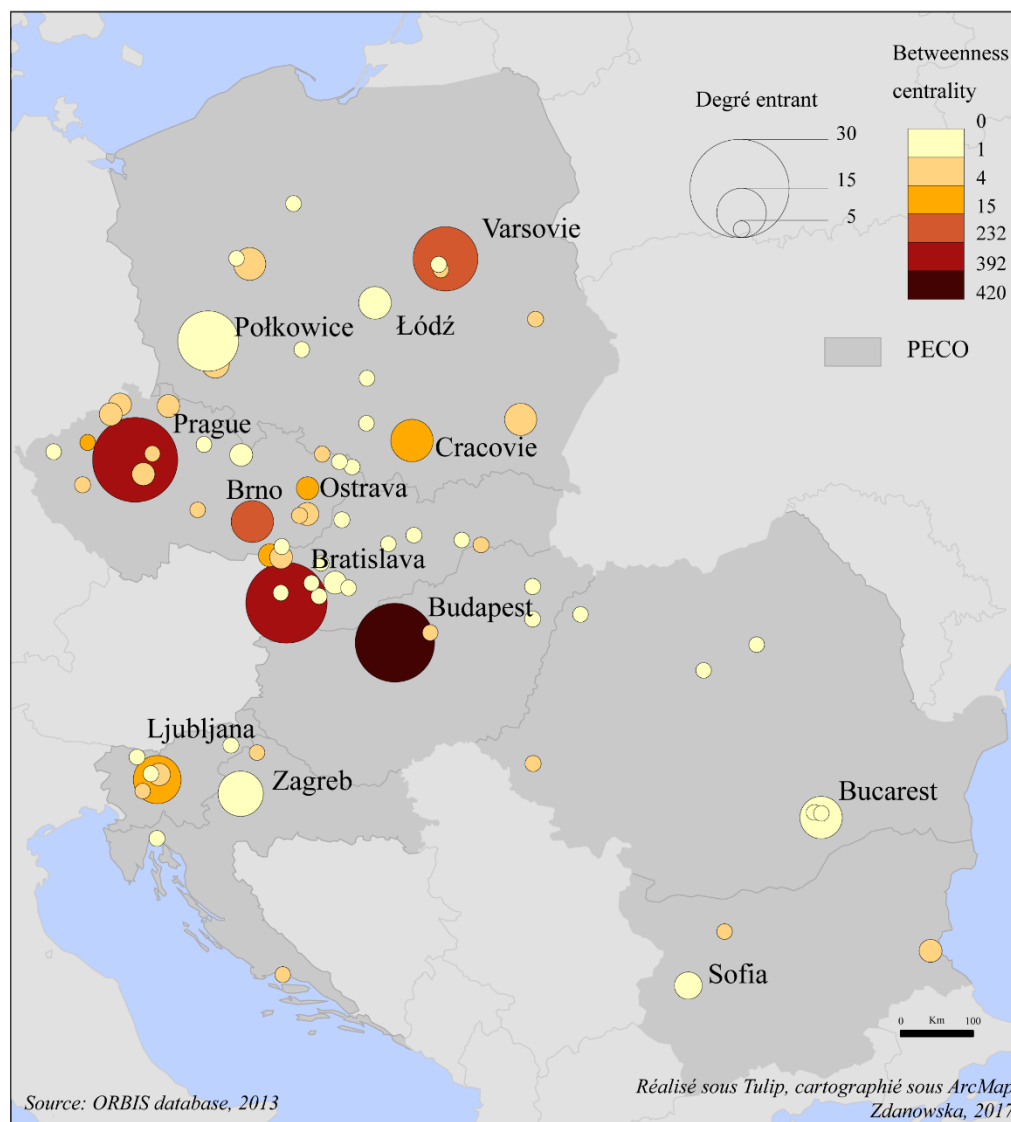 Betweenness
centrality
Degré entrant
0
1
4
15
232
392
420
30
15
5
PECO
Varsovie
Połkowice
Łódź
Prague
Cracovie
Brno
Ostrava
Bratislava
Budapest
Ljubljana
Zagreb
Bucarest
Sofia
0 Km 100
Source: ORBIS database, 2013
Réalisé sous Tulip, cartographié sous ArcMap
Zdanowska, 2017